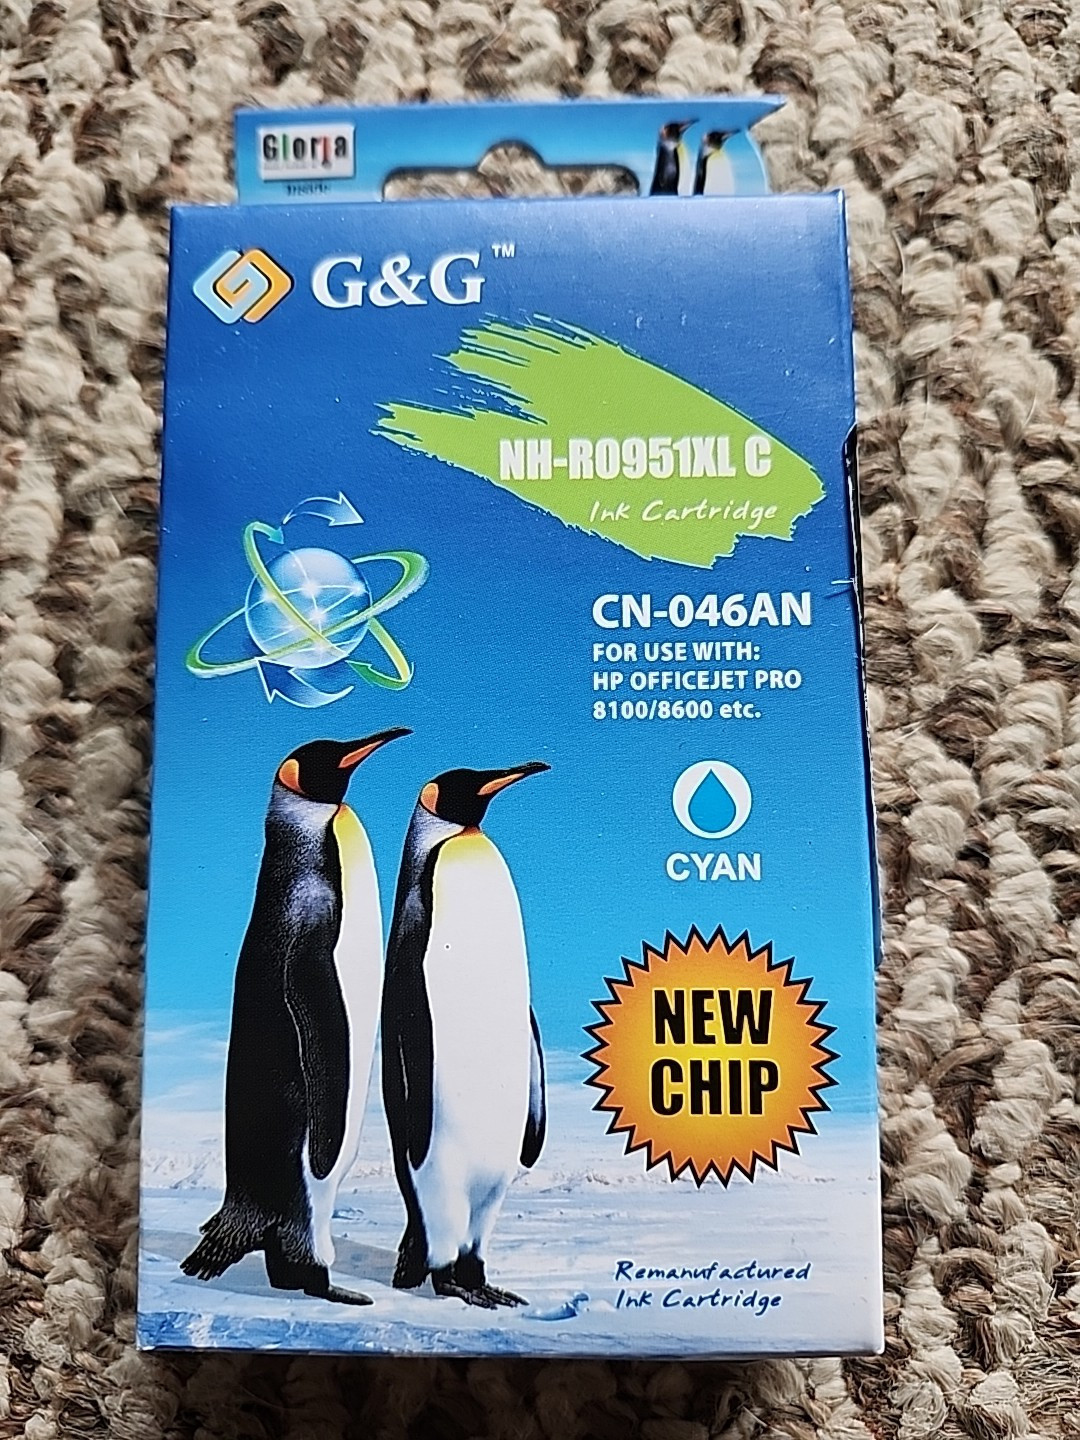 Gloria
Inside
G&G™
NH-R0951XL C
Ink Cartridge
CN-046AN
FOR USE WITH:
HP OFFICEJET PRO
8100/8600 etc.
CYAN
NEW
CHIP
Remanufactured
Ink Cartridge